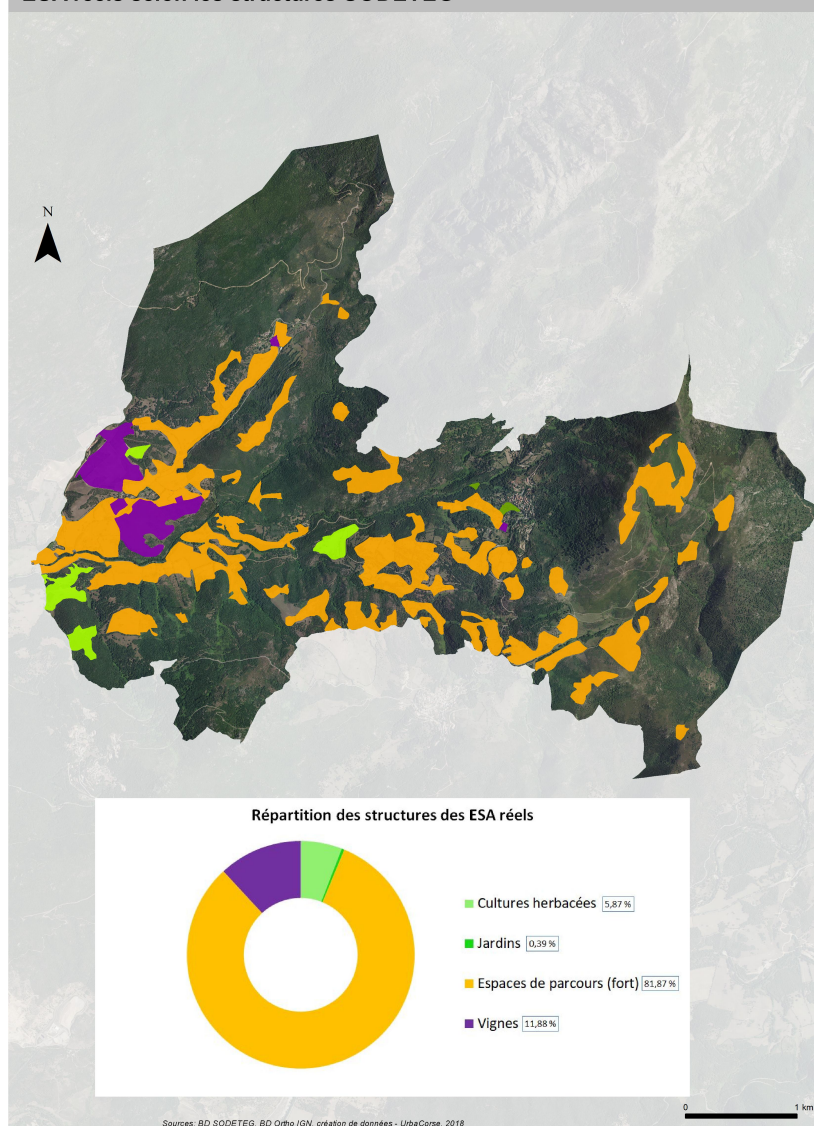 N
Répartition des structures des ESA réels
Cultures herbacées 5,87 %
Jardins 0,39 %
Espaces de parcours (fort) 81,87 %
Vignes 11,88 %
0 1 km
Sources: BD SODETEG, BD Ortho IGN, création de données - UrbaCorse, 2018